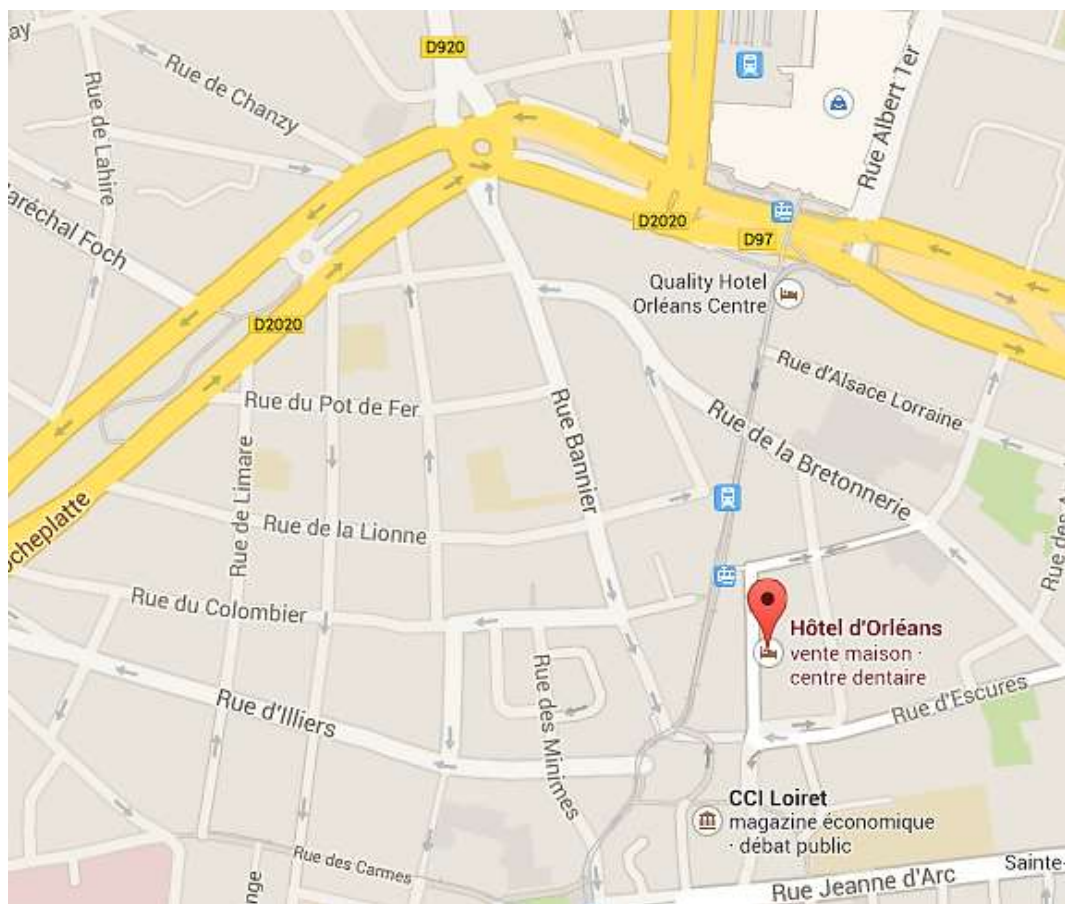 D920
Rue de Chanzy
Rue de Lahire
Rue Albert 1er
aréchal Foch
D2020
D97
Quality Hotel
Orléans Centre
D2020
Rue d'Alsace Lorraine
Rue du Pot de Fer
Rue Bannier
Rue de la Bretonnerie
Rue de Limare
Rue de la Lionne
ocheplatte
Rue des A
Rue du Colombier
Hôtel d'Orléans
vente maison ·
centre dentaire
Rue d'Escures
Rue d'Illiers
Rue des Minimes
CCI Loiret
magazine économique
· débat public
Rue des Carmes
Sainte-
Rue Jeanne d'Arc
nge
ay